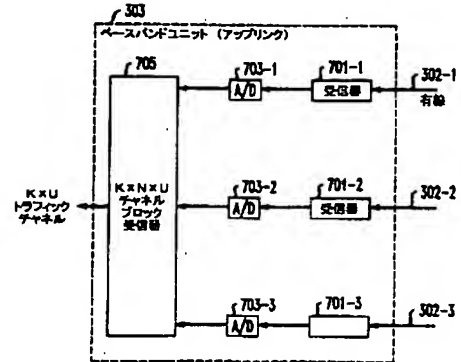 303
ベースバンドユニット (アップリンク)
705
703-1
701-1
302-1
A/D
受信器
有線
K×N×U
チャネル
ブロック
受信器
K×U
トラフィック
チャネル
703-2
701-2
302-2
A/D
受信器
703-3
701-3
302-3
A/D